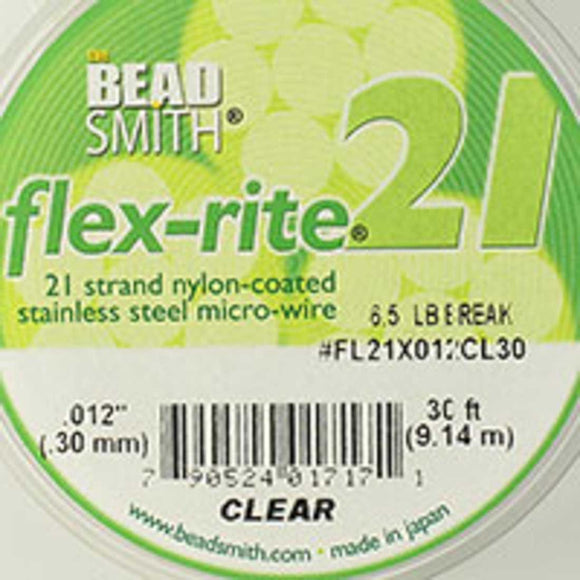 THE
BEAD
SMITH®
21
flex-rite®
21 strand nylon-coated
stainless steel micro-wire
6.5 LB BREAK
#FL21X012CL30
.012"
(.30 mm)
30 ft
(9.14 m)
7 90524 01717 1
CLEAR
www.beadsmith.com • made in japan